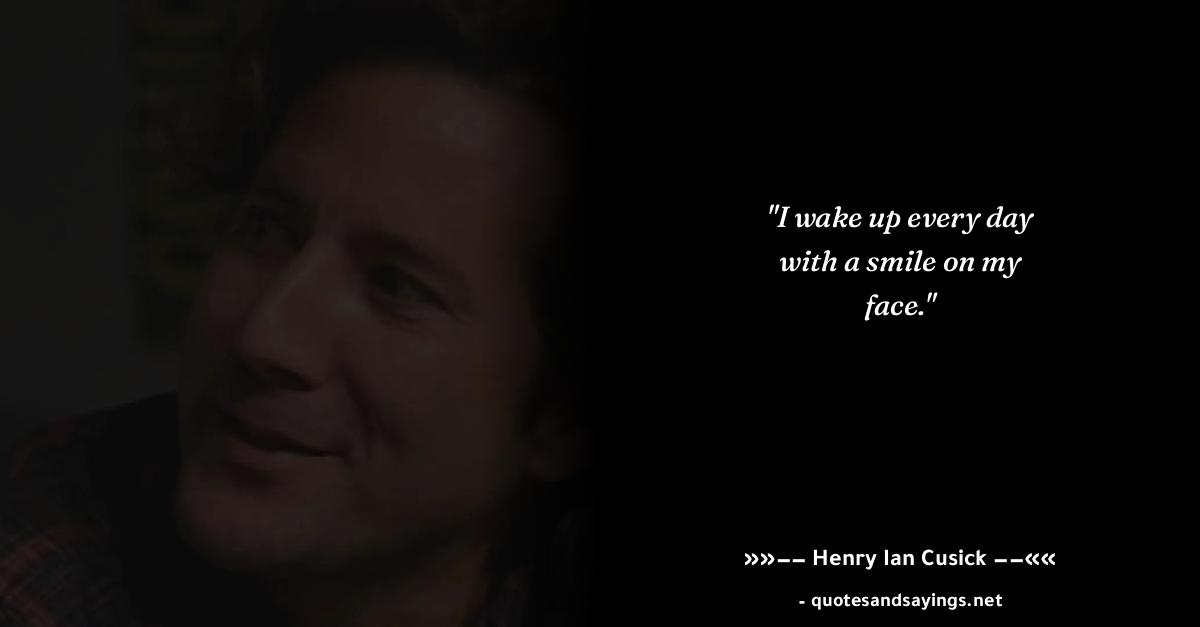 "I wake up every day
with a smile on my
face."
»»–– Henry Ian Cusick ––««
- quotesandsayings.net